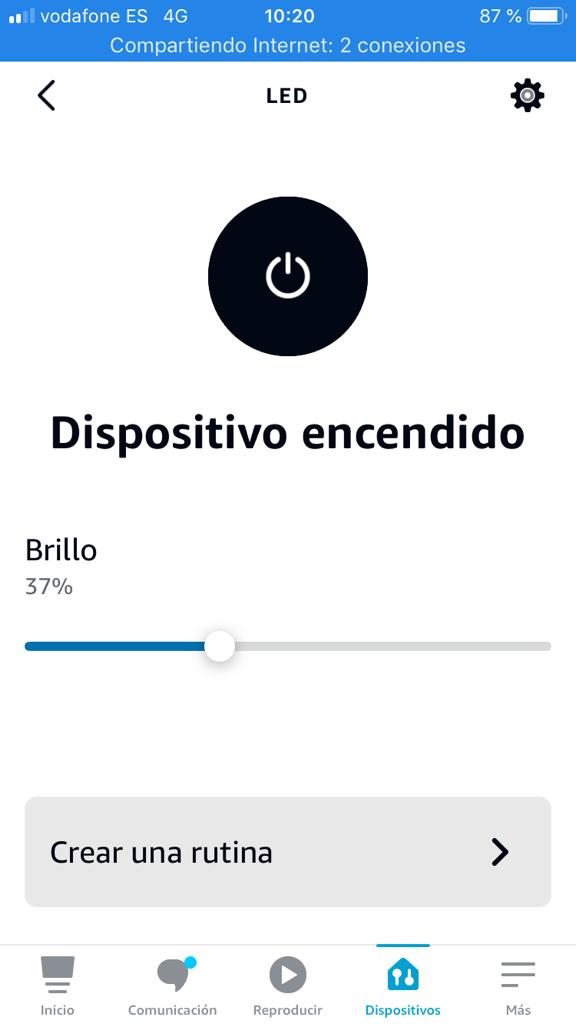 vodafone ES 4G 10:20 87 %
Compartiendo Internet: 2 conexiones
LED
Dispositivo encendido
Brillo
37%
Crear una rutina
Inicio Comunicación Reproducir Dispositivos Más